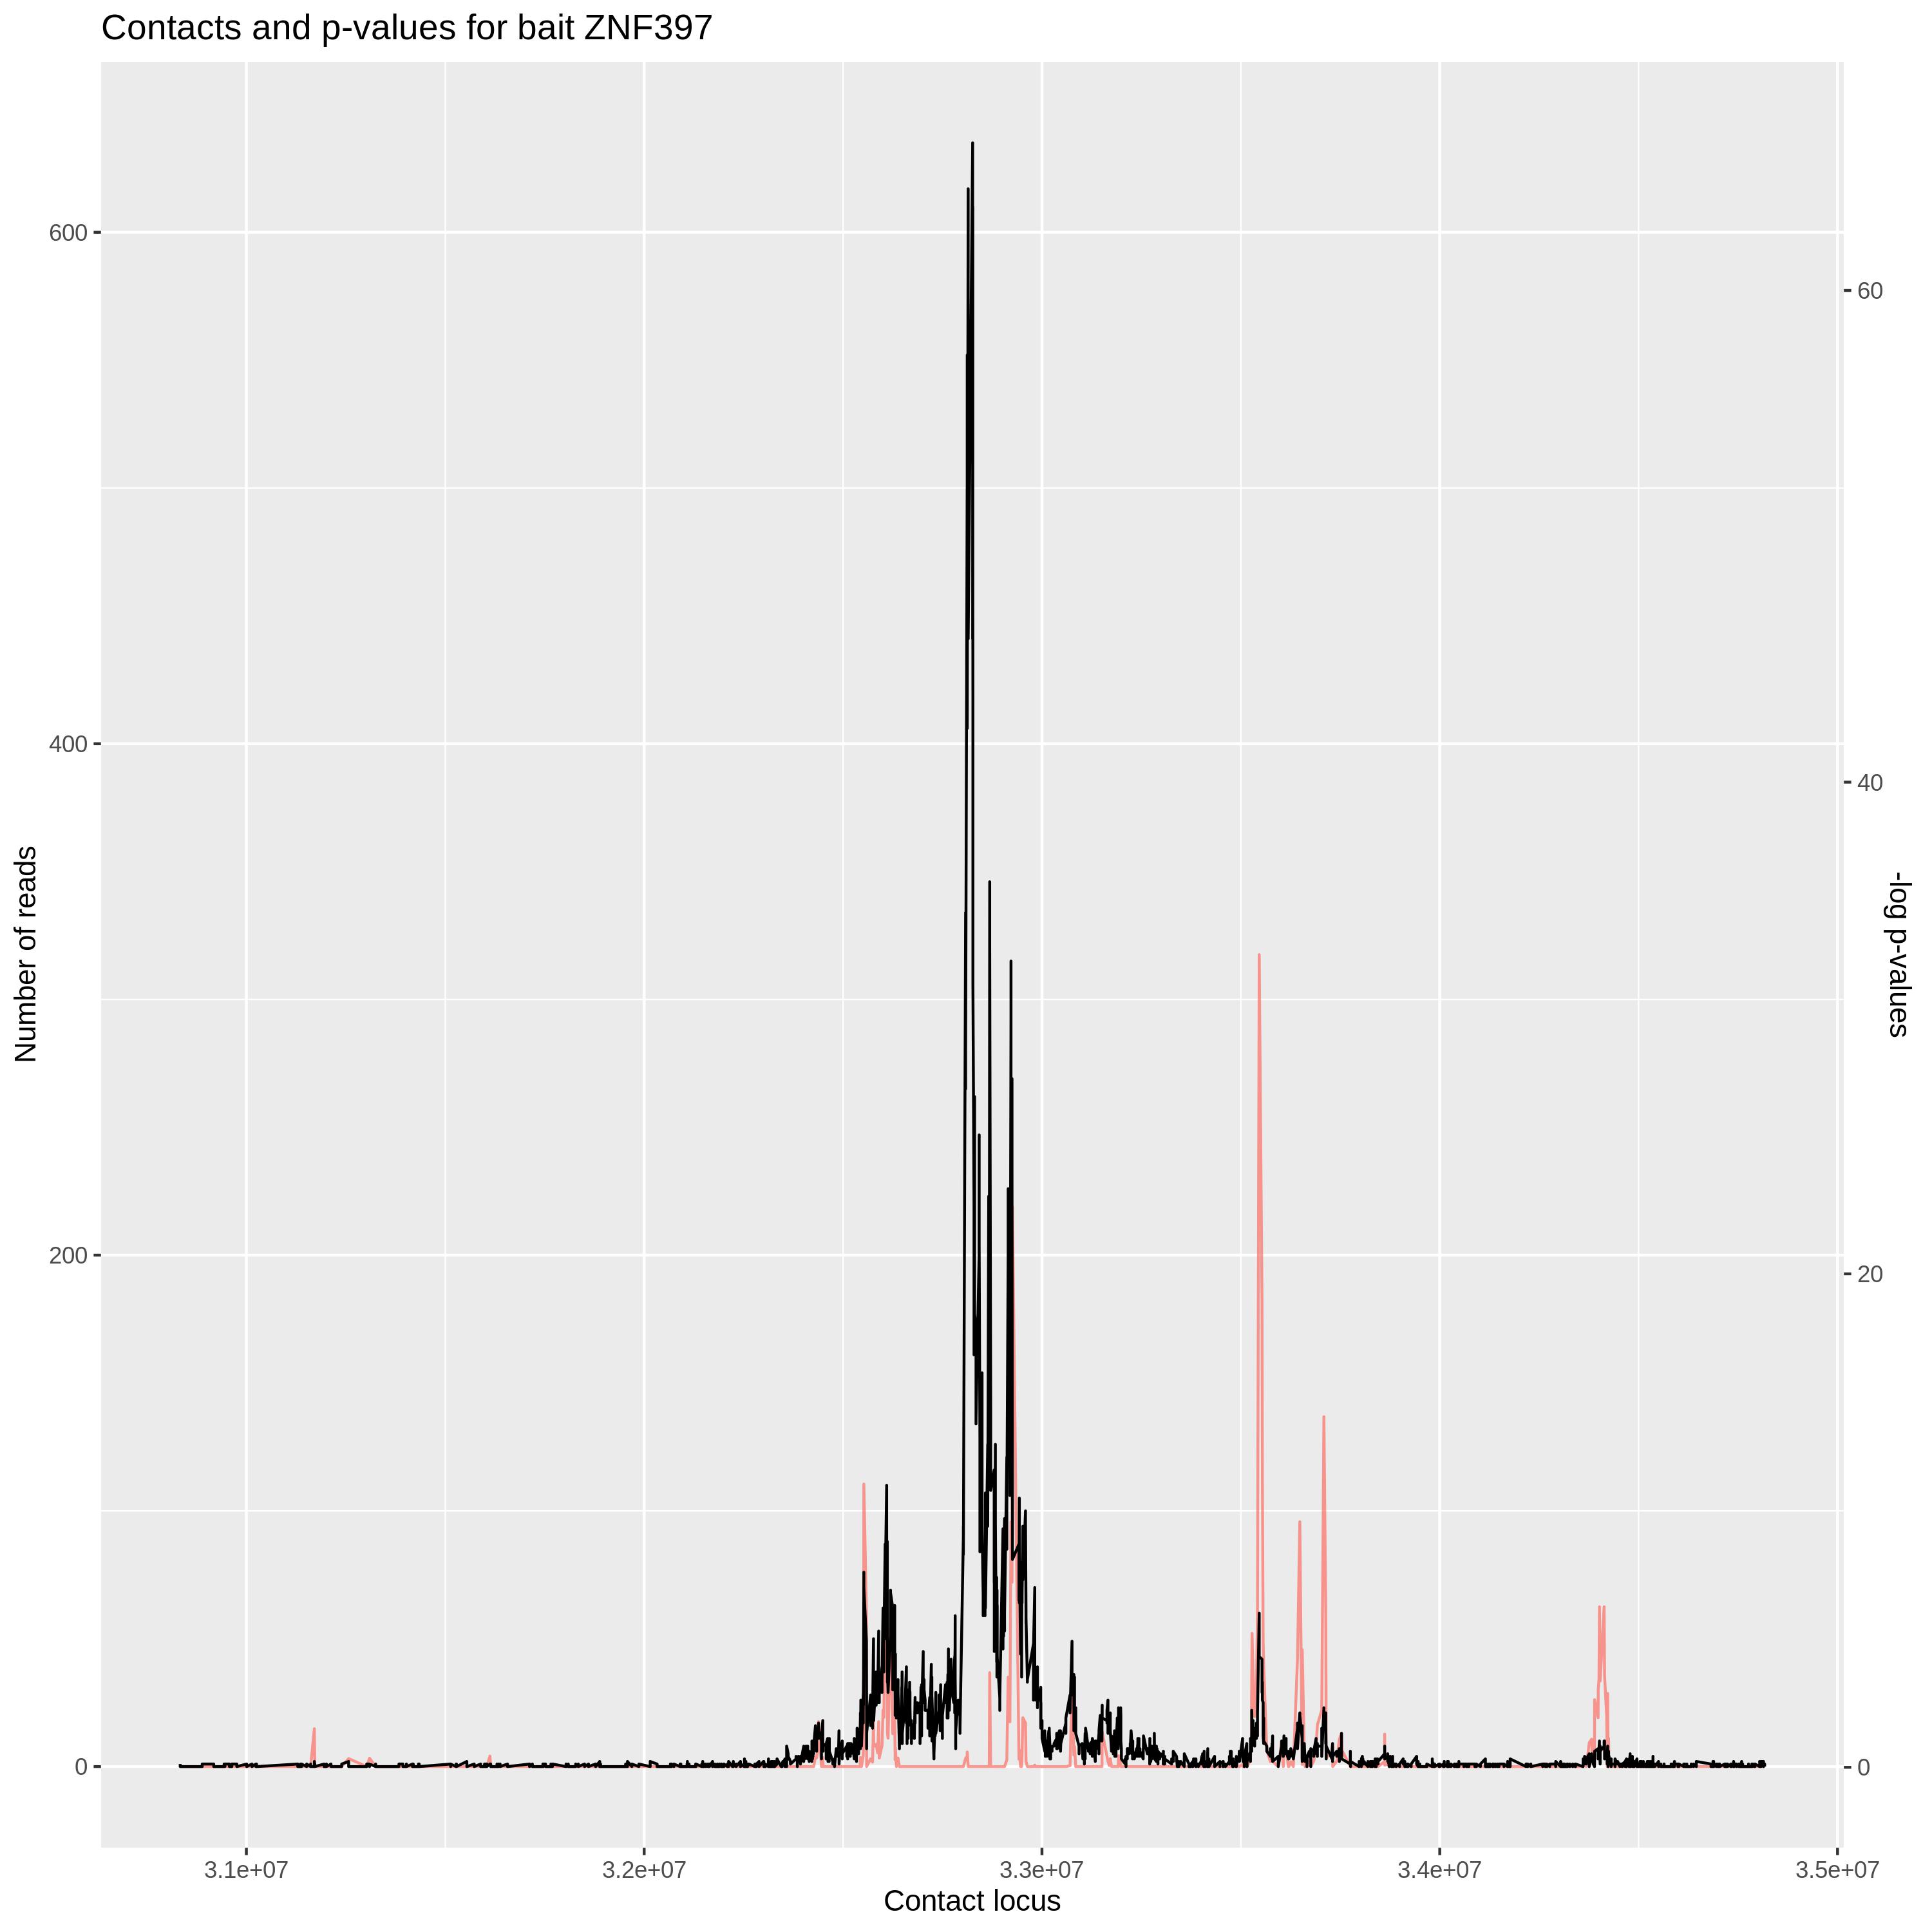 Contacts and p-values for bait ZNF397
600
400
200
0
Number of reads
60
40
20
0
-log p-values
3.1e+07
3.2e+07
3.3e+07
3.4e+07
3.5e+07
Contact locus